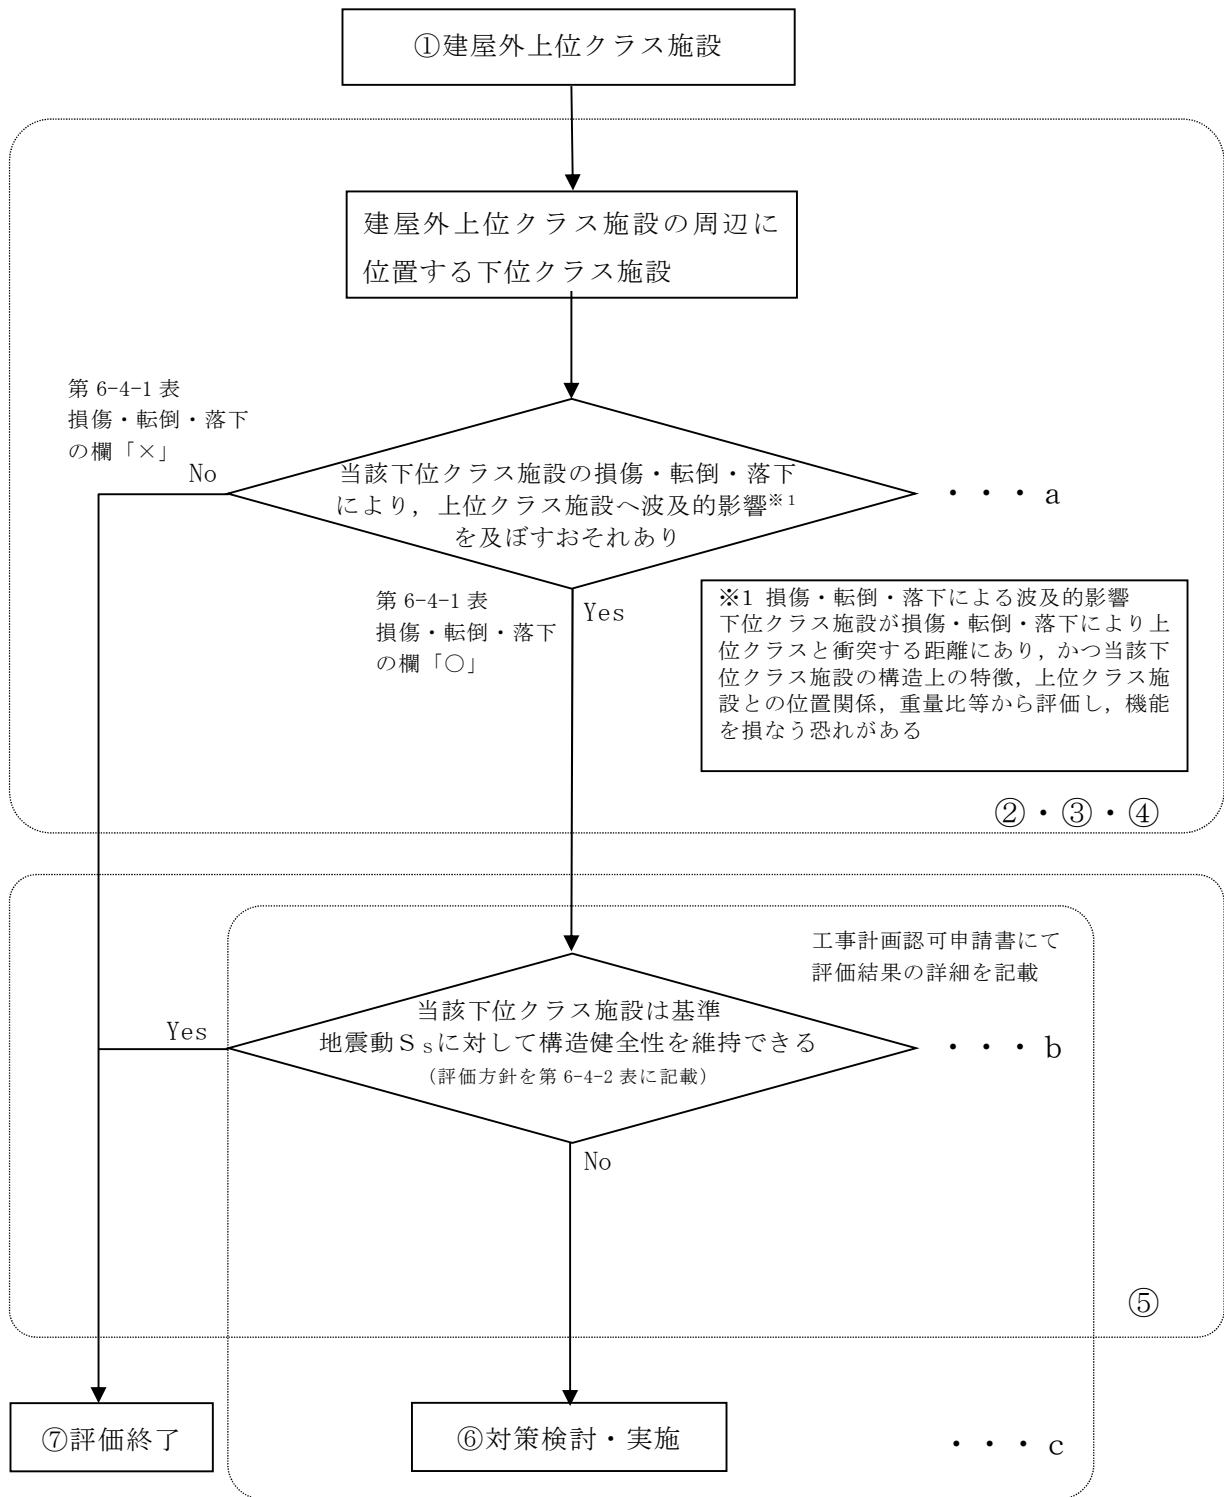 ①建屋外上位クラス施設
建屋外上位クラス施設の周辺に
位置する下位クラス施設
第 6-4-1 表
損傷・転倒・落下
の欄「×」
No
当該下位クラス施設の損傷・転倒・落下
により，上位クラス施設へ波及的影響※1
を及ぼすおそれあり
・・・a
第 6-4-1 表
損傷・転倒・落下
の欄「〇」
Yes
※1 損傷・転倒・落下による波及的影響
下位クラス施設が損傷・転倒・落下により上
位クラスと衝突する距離にあり，かつ当該下
位クラス施設の構造上の特徴，上位クラス施
設との位置関係，重量比等から評価し，機能
を損なう恐れがある
②・③・④
工事計画認可申請書にて
評価結果の詳細を記載
Yes
当該下位クラス施設は基準
地震動Ｓsに対して構造健全性を維持できる
（評価方針を第 6-4-2 表に記載）
・・・b
No
⑤
⑦評価終了
⑥対策検討・実施
・・・c